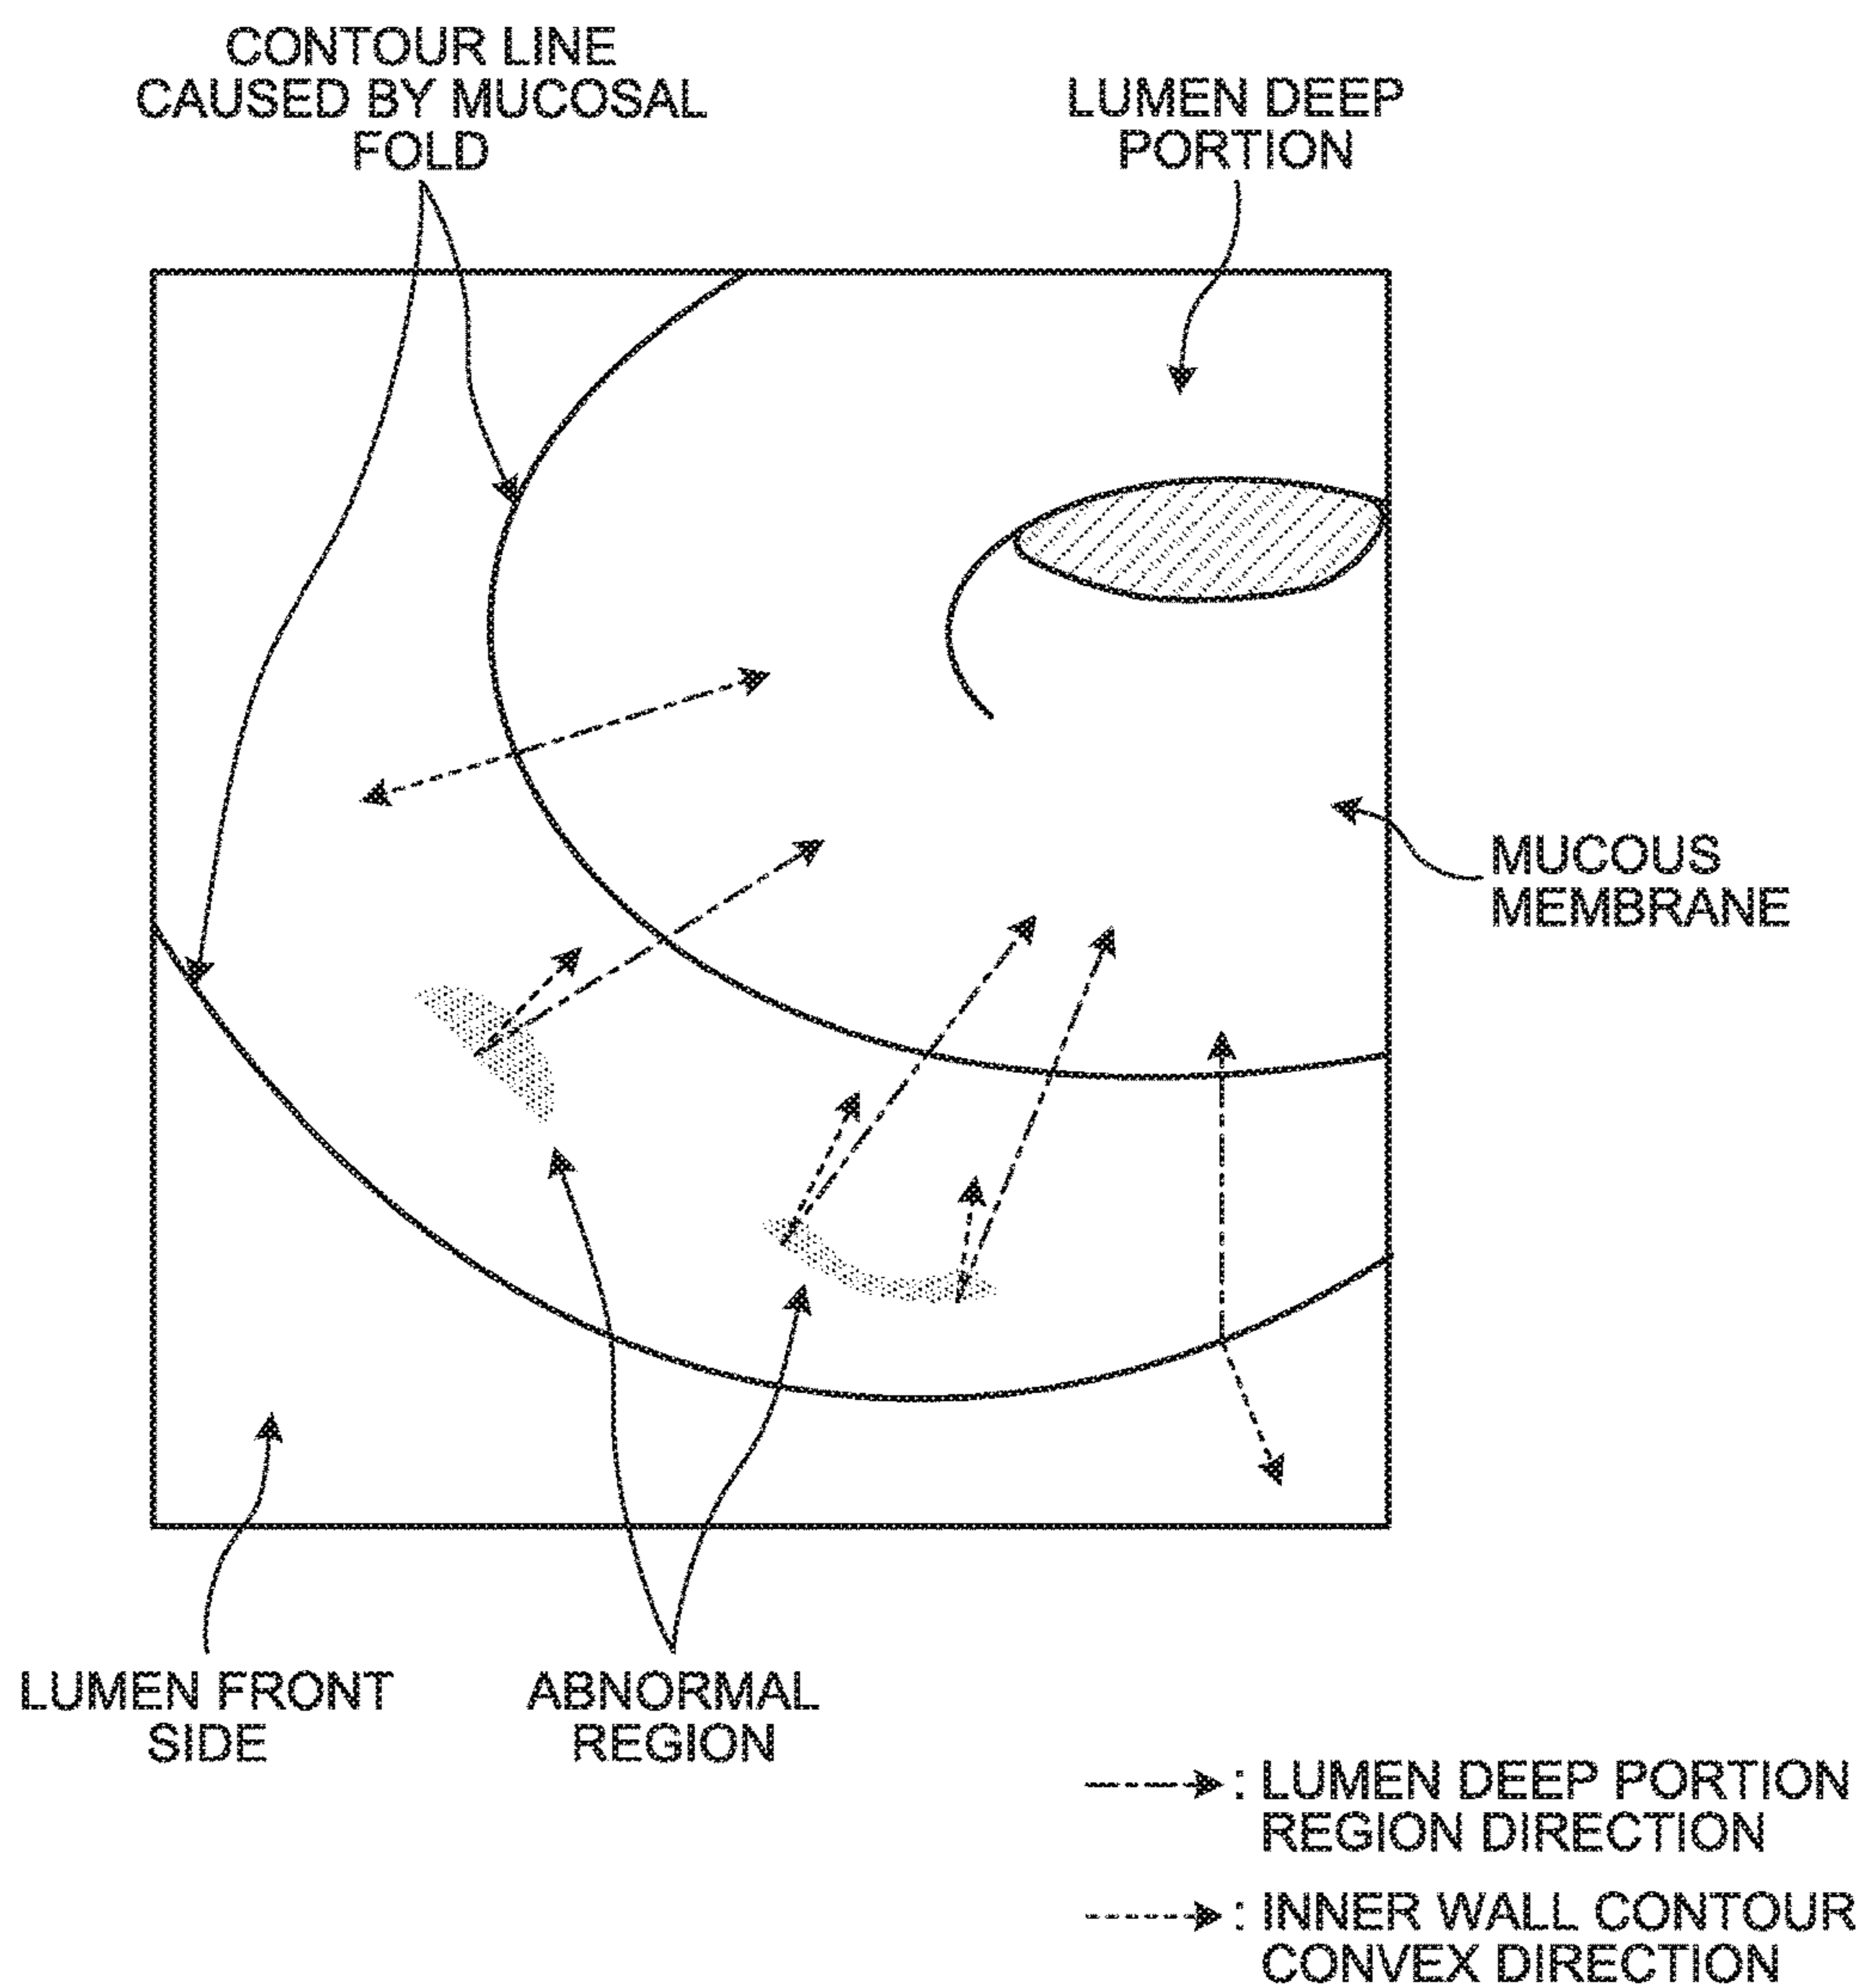 CONTOUR LINE
CAUSED BY MUCOSAL
FOLD
LUMEN DEEP
PORTION
MUCOUS
MEMBRANE
LUMEN FRONT
SIDE
ABNORMAL
REGION
: LUMEN DEEP PORTION
REGION DIRECTION
: INNER WALL CONTOUR
CONVEX DIRECTION